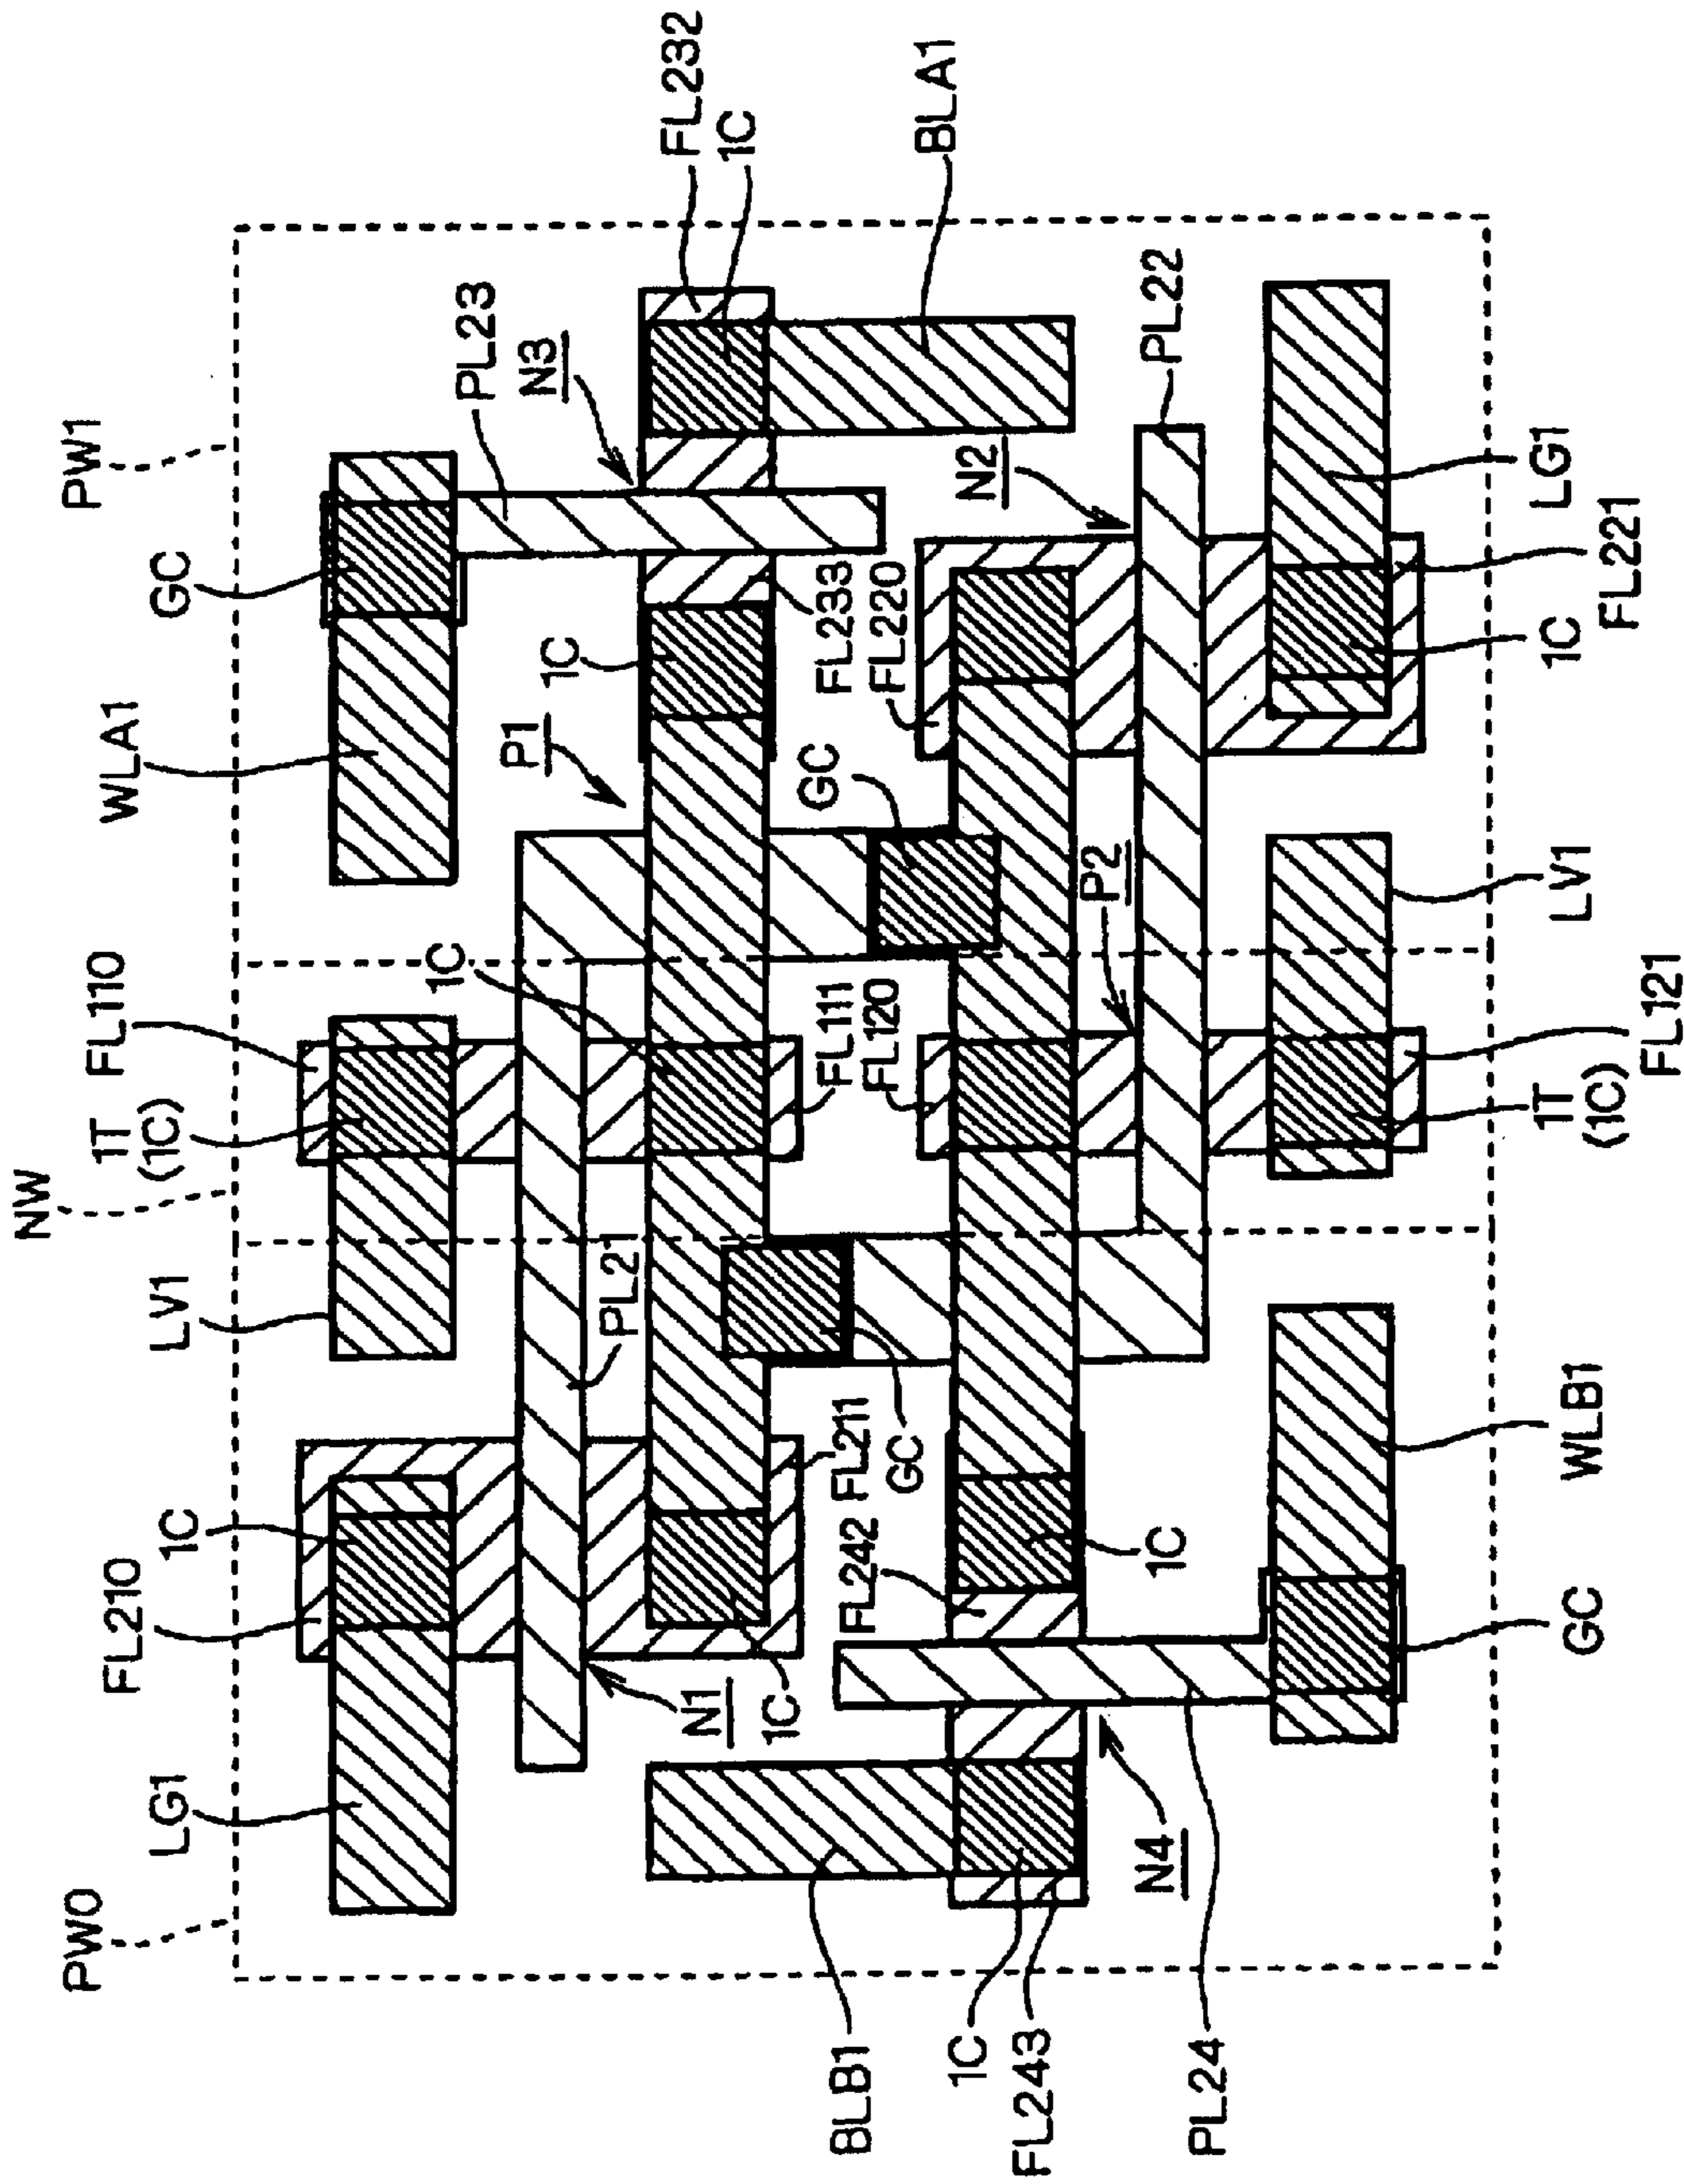 NW
PW0
PW1
1T
(1C)
FL110
WLA1
LG1
FL210
1C
LV1
GC
1C
PL23
P1
N3
1C
PL21
FL232
N1
1C
1C
GC
FL211
FL111
FL233
BLB1
FL242
FL120
FL220
GC
BLA1
1C
N2
FL243
P2
N4
1C
PL22
PL24
GC
WLB1
1T
(1C)
LV1
1C
LG1
FL221
FL121